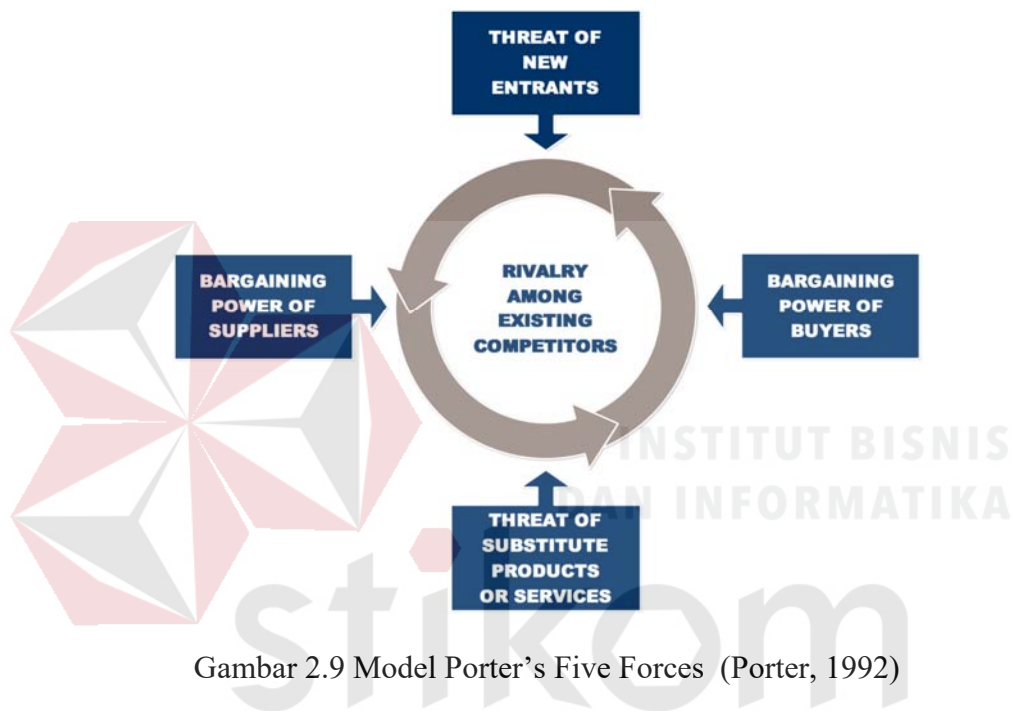 THREAT OF
NEW
ENTRANTS
BARGAINING
POWER OF
SUPPLIERS
RIVALRY
AMONG
EXISTING
COMPETITORS
BARGAINING
POWER OF
BUYERS
INSTITUT BISNIS
DAN INFORMATIKA
THREAT OF
SUBSTITUTE
PRODUCTS
OR SERVICES
stikom
Gambar 2.9 Model Porter's Five Forces (Porter, 1992)